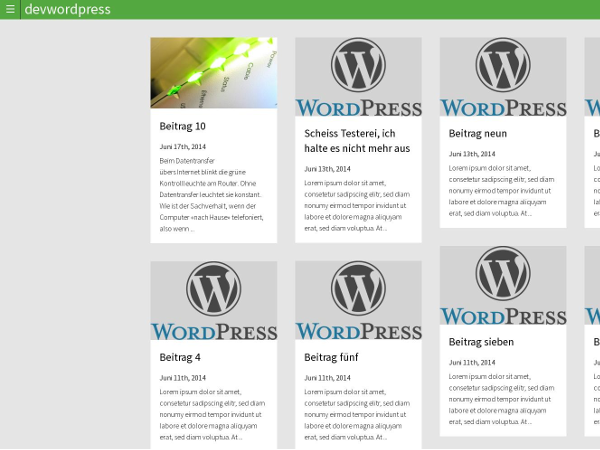 ☰ devwordpress
Beitrag 10
Juni 17th, 2014
Beim Datentransfer
übers Internet blinkt die grüne
Kontrollleuchte am Router. Ohne
Datentransfer leuchtet sie konstant.
Wie ist der Sachverhalt, wenn der
Computer «nach Hause» telefoniert,
also wenn ...
WORDPRESS
Scheiss Testerei, ich
halte es nicht mehr aus
Juni 13th, 2014
Lorem ipsum dolor sit amet,
consetetur sadipscing elitr, sed diam
nonumy eirmod tempor invidunt ut
labore et dolore magna aliquyam
erat, sed diam voluptua. At ...
WORDPRESS
Beitrag neun
Juni 13th, 2014
Lorem ipsum dolor sit amet,
consetetur sadipscing elitr, sed diam
nonumy eirmod tempor invidunt ut
labore et dolore magna aliquyam
erat, sed diam voluptua. At ...
WORDPRESS
Beitrag 4
Juni 11th, 2014
Lorem ipsum dolor sit amet,
consetetur sadipscing elitr, sed diam
nonumy eirmod tempor invidunt ut
labore et dolore magna aliquyam
erat, sed diam voluptua. At ...
WORDPRESS
Beitrag fünf
Juni 11th, 2014
Lorem ipsum dolor sit amet,
consetetur sadipscing elitr, sed diam
nonumy eirmod tempor invidunt ut
labore et dolore magna aliquyam
erat, sed diam voluptua. At ...
WORDPRESS
Beitrag sieben
Juni 11th, 2014
Lorem ipsum dolor sit amet,
consetetur sadipscing elitr, sed diam
nonumy eirmod tempor invidunt ut
labore et dolore magna aliquyam
erat, sed diam voluptua. At ...